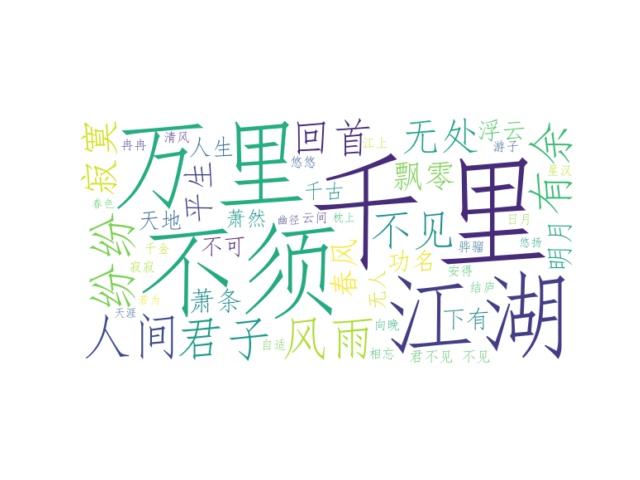 寂寞
冉冉
清风
万里
人生
回首
江上
悠悠
无处
浮云
游子
有余
星汉
春色
平生
千古
飘零
千里
纷纷
天地
萧然
幽径
云间
枕上
不见
日月
明月
千金
不须
不可
春风
功名
骅骝
悠扬
寂寂
无人
安得
若为
萧条
江湖
结庐
天涯
人间
君子
自适
风雨
向晚
相忘
下有
君不见
不见